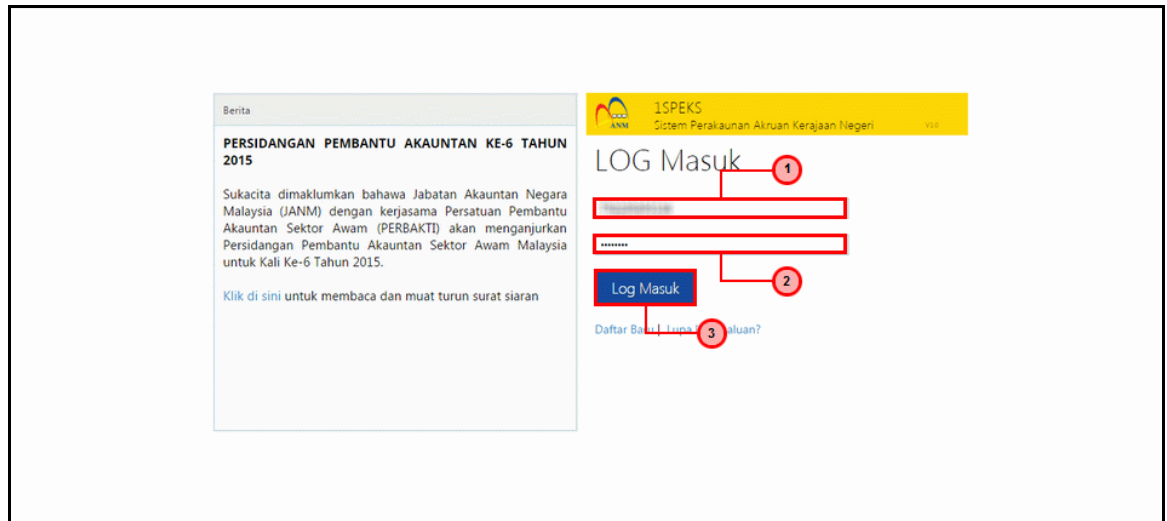 Berita
PERSIDANGAN PEMBANTU AKAUNTAN KE-6 TAHUN
2015
Sukacita dimaklumkan bahawa Jabatan Akauntan Negara
Malaysia (JANM) dengan kerjasama Persatuan Pembantu
Akauntan Sektor Awam (PERBAKTI) akan menganjurkan
Persidangan Pembantu Akauntan Sektor Awam Malaysia
untuk Kali Ke-6 Tahun 2015.
Klik di sini untuk membaca dan muat turun surat siaran
ANM
1SPEKS
Sistem Perakaunan Akruan Kerajaan Negeri
V1.0
LOG Masuk
1
........
2
Log Masuk
Daftar | Lupa
3